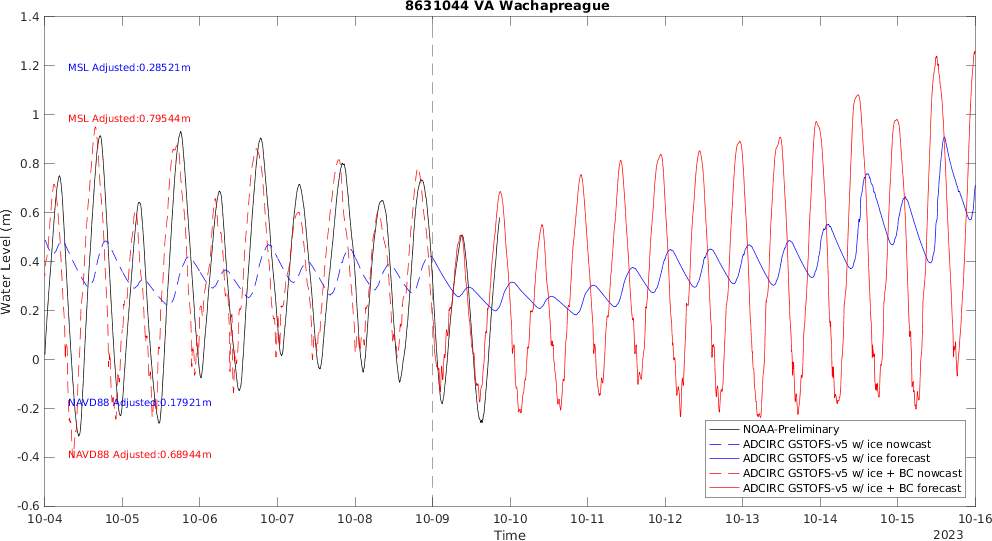 8631044 VA Wachapreague
1.4
1.2
1
0.8
0.6
0.4
0.2
0
-0.2
-0.4
-0.6
Water Level (m)
MSL Adjusted:0.28521m
MSL Adjusted:0.79544m
NAVD88 Adjusted:0.17921m
NAVD88 Adjusted:0.68944m
NOAA-Preliminary
ADCIRC GSTOFS-v5 w/ ice nowcast
ADCIRC GSTOFS-v5 w/ ice forecast
ADCIRC GSTOFS-v5 w/ ice + BC nowcast
ADCIRC GSTOFS-v5 w/ ice + BC forecast
10-04 10-05 10-06 10-07 10-08 10-09 10-10 10-11 10-12 10-13 10-14 10-15 10-16
Time
2023